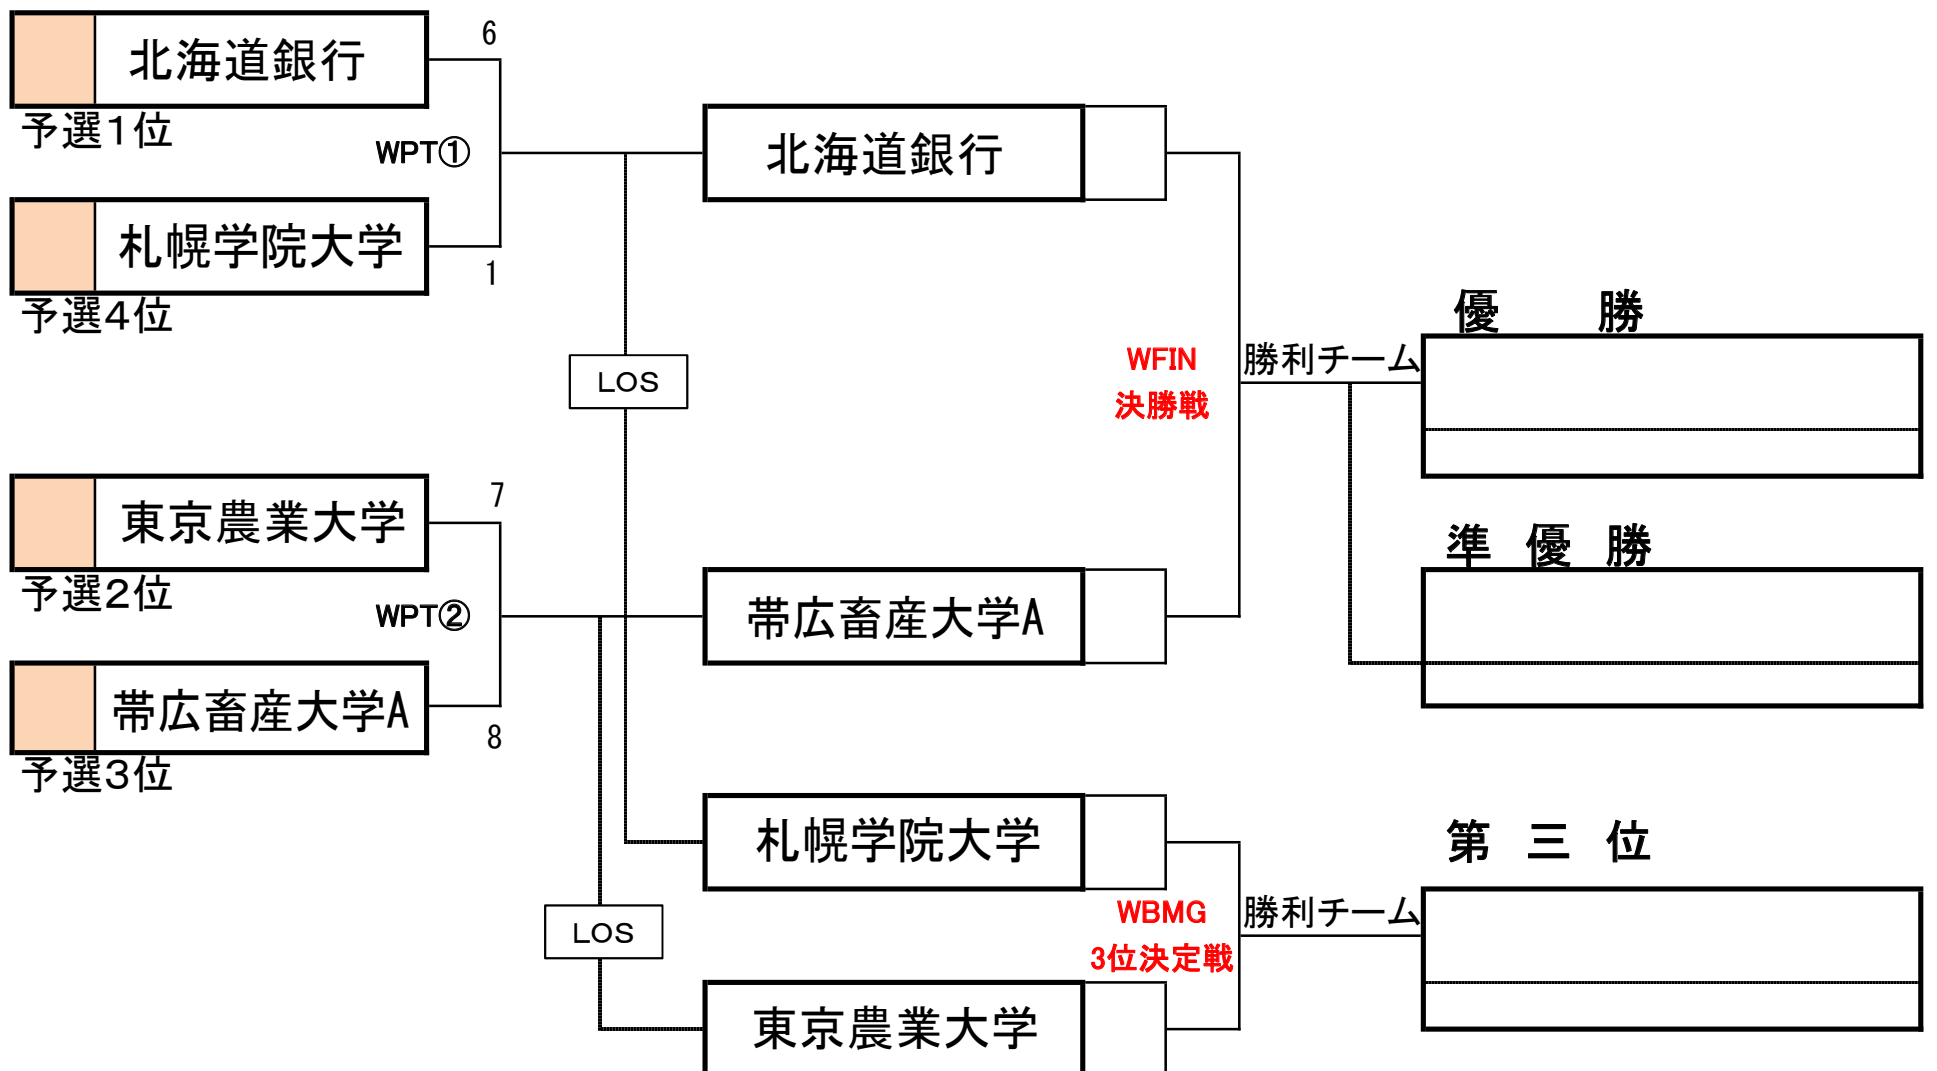 北海道銀行
6
予選1位
WPT①
札幌学院大学
1
予選4位
北海道銀行
LOS
東京農業大学
7
予選2位
WPT②
帯広畜産大学A
8
予選3位
帯広畜産大学A
WFIN
決勝戦
勝利チーム
優 勝
準 優 勝
札幌学院大学
LOS
東京農業大学
WBMG
3位決定戦
勝利チーム
第 三 位